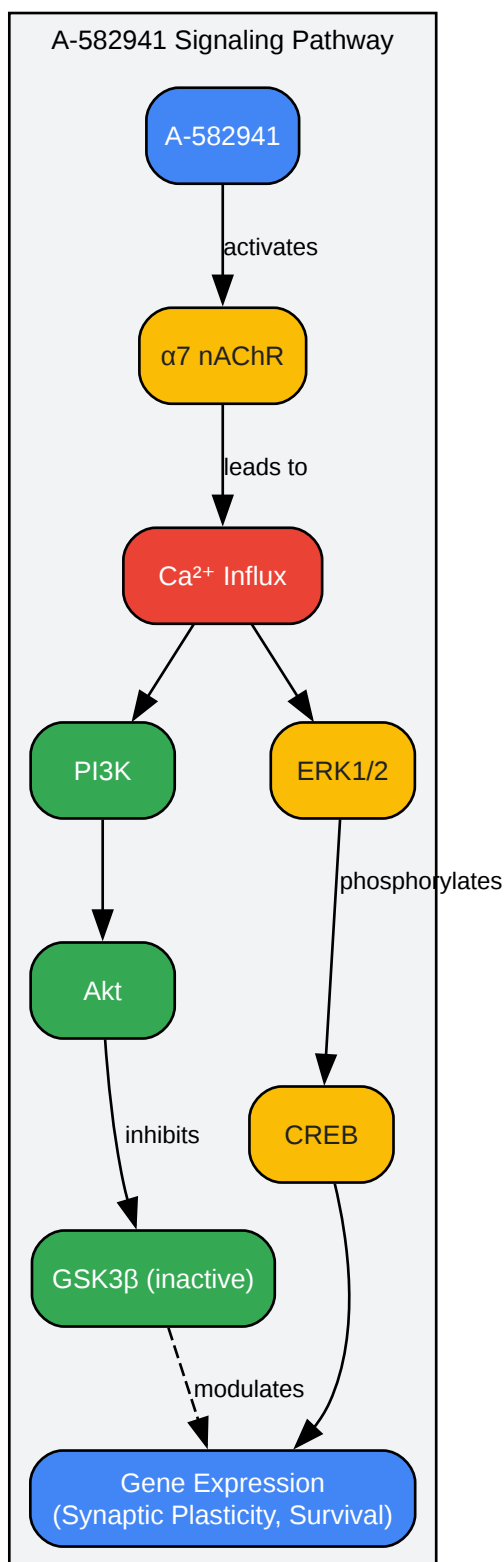 A-582941 Signaling Pathway
A-582941
activates
α7 nAChR
leads to
Ca²⁺ Influx
PI3K
ERK1/2
phosphorylates
Akt
CREB
inhibits
GSK3β (inactive)
modulates
Gene Expression
(Synaptic Plasticity, Survival)